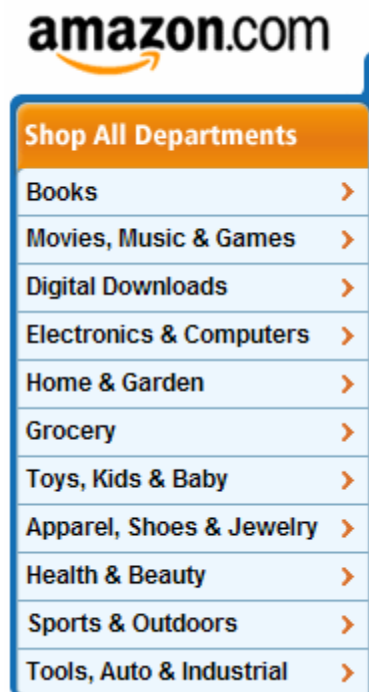 amazon.com
Shop All Departments
Books
Movies, Music & Games
Digital Downloads
Electronics & Computers
Home & Garden
Grocery
Toys, Kids & Baby
Apparel, Shoes & Jewelry
Health & Beauty
Sports & Outdoors
Tools, Auto & Industrial